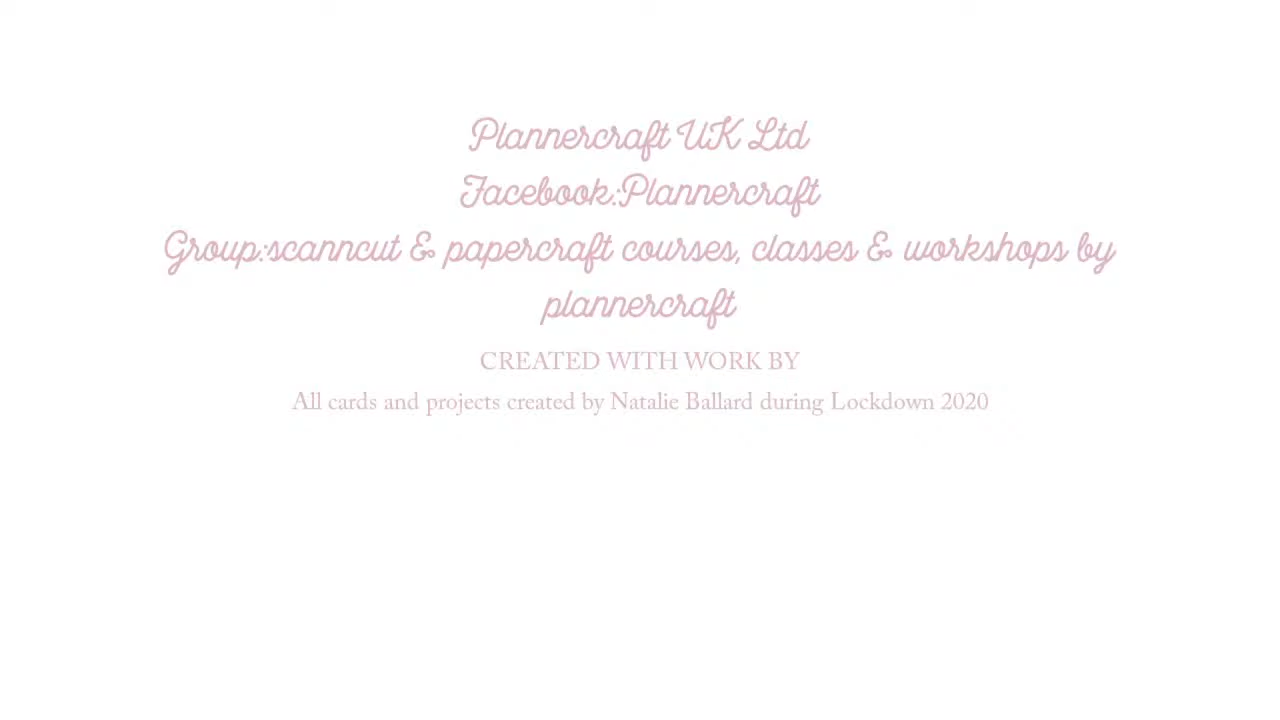 Plannercraft UK Ltd
Facebook:Plannercraft
Group:scanncut & papercraft courses, classes & workshops by
plannercraft
CREATED WITH WORK BY
All cards and projects created by Natalie Ballard during Lockdown 2020